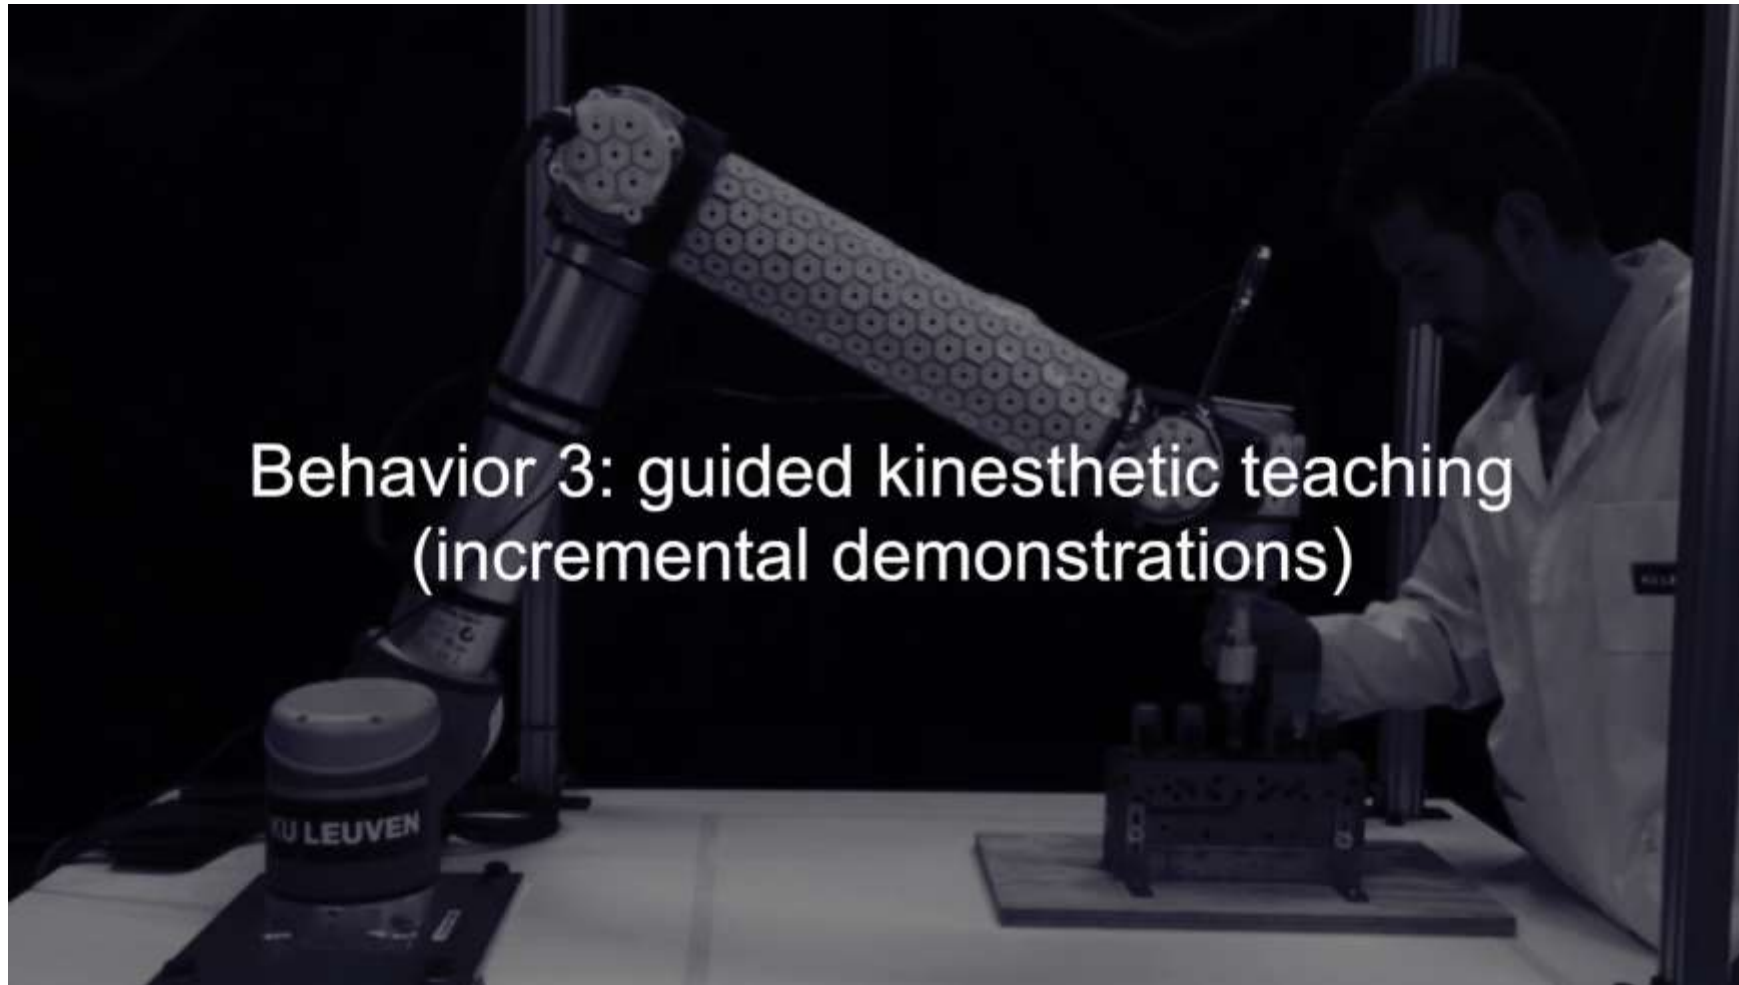 Behavior 3: guided kinesthetic teaching
(incremental demonstrations)
KU LEUVEN